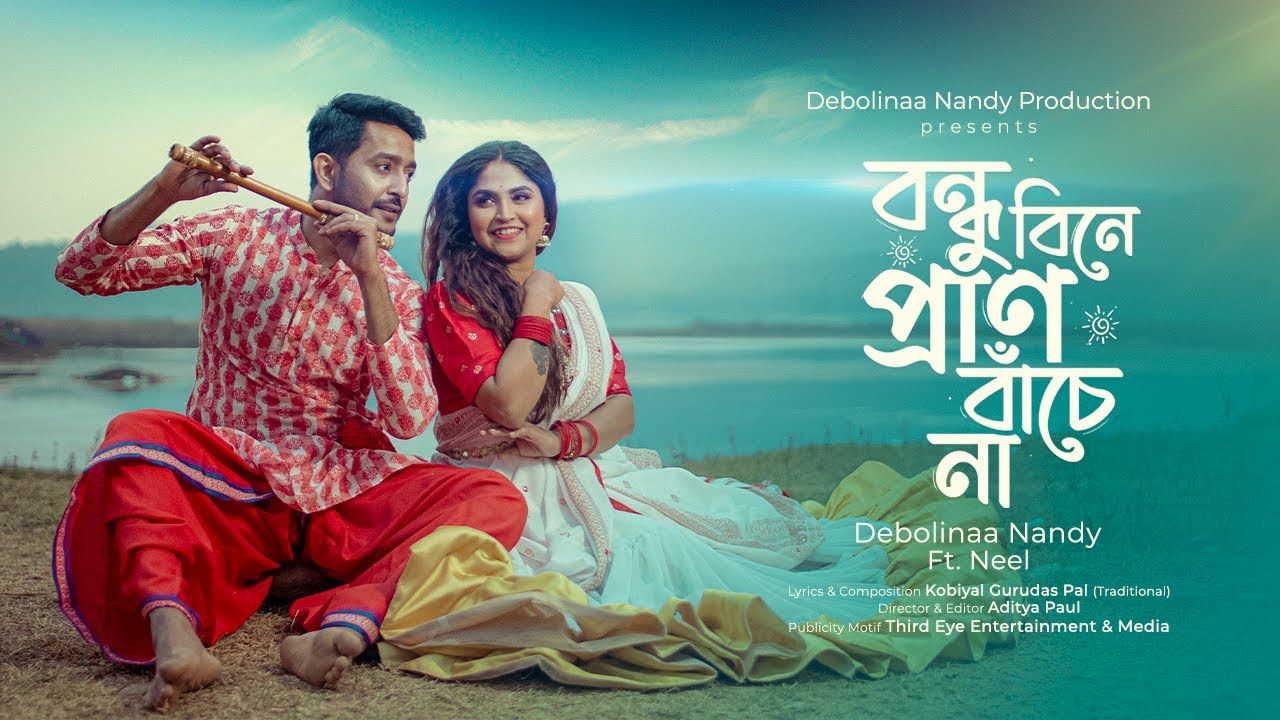 Debolinaa Nandy Production
presents
বন্ধু বিনে
প্রাণ
বাঁচে
না
Debolinaa Nandy
Ft. Neel
Lyrics & Composition Kobiyal Gurudas Pal (Traditional)
Director & Editor Aditya Paul
Publicity Motif Third Eye Entertainment & Media